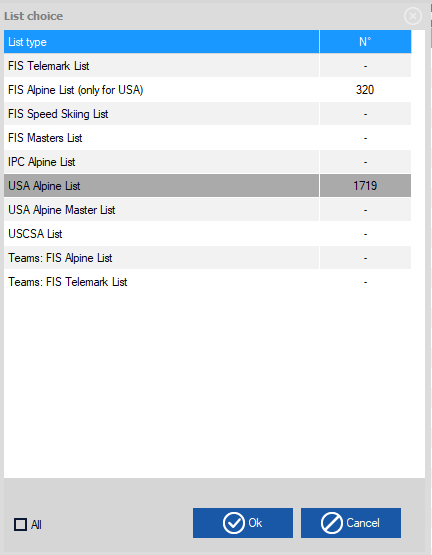 List choice
List type N°
FIS Telemark List -
FIS Alpine List (only for USA) 320
FIS Speed Skiing List -
FIS Masters List -
IPC Alpine List -
USA Alpine List 1719
USA Alpine Master List -
USCSA List -
Teams: FIS Alpine List -
Teams: FIS Telemark List -
All Ok Cancel